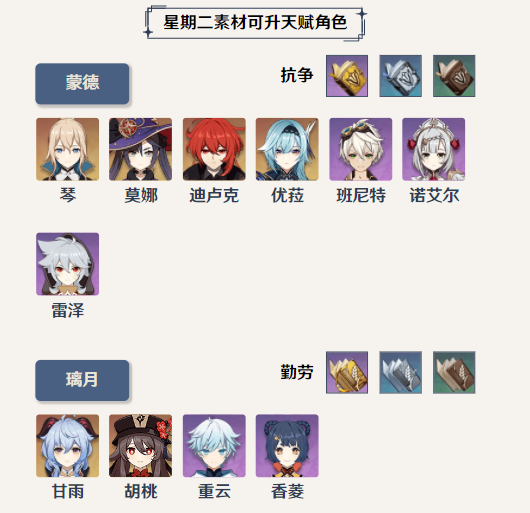 星期二素材可升天赋角色
蒙德
抗争
琴 莫娜 迪卢克 优菈 班尼特 诺艾尔
雷泽
璃月
勤劳
甘雨 胡桃 重云 香菱